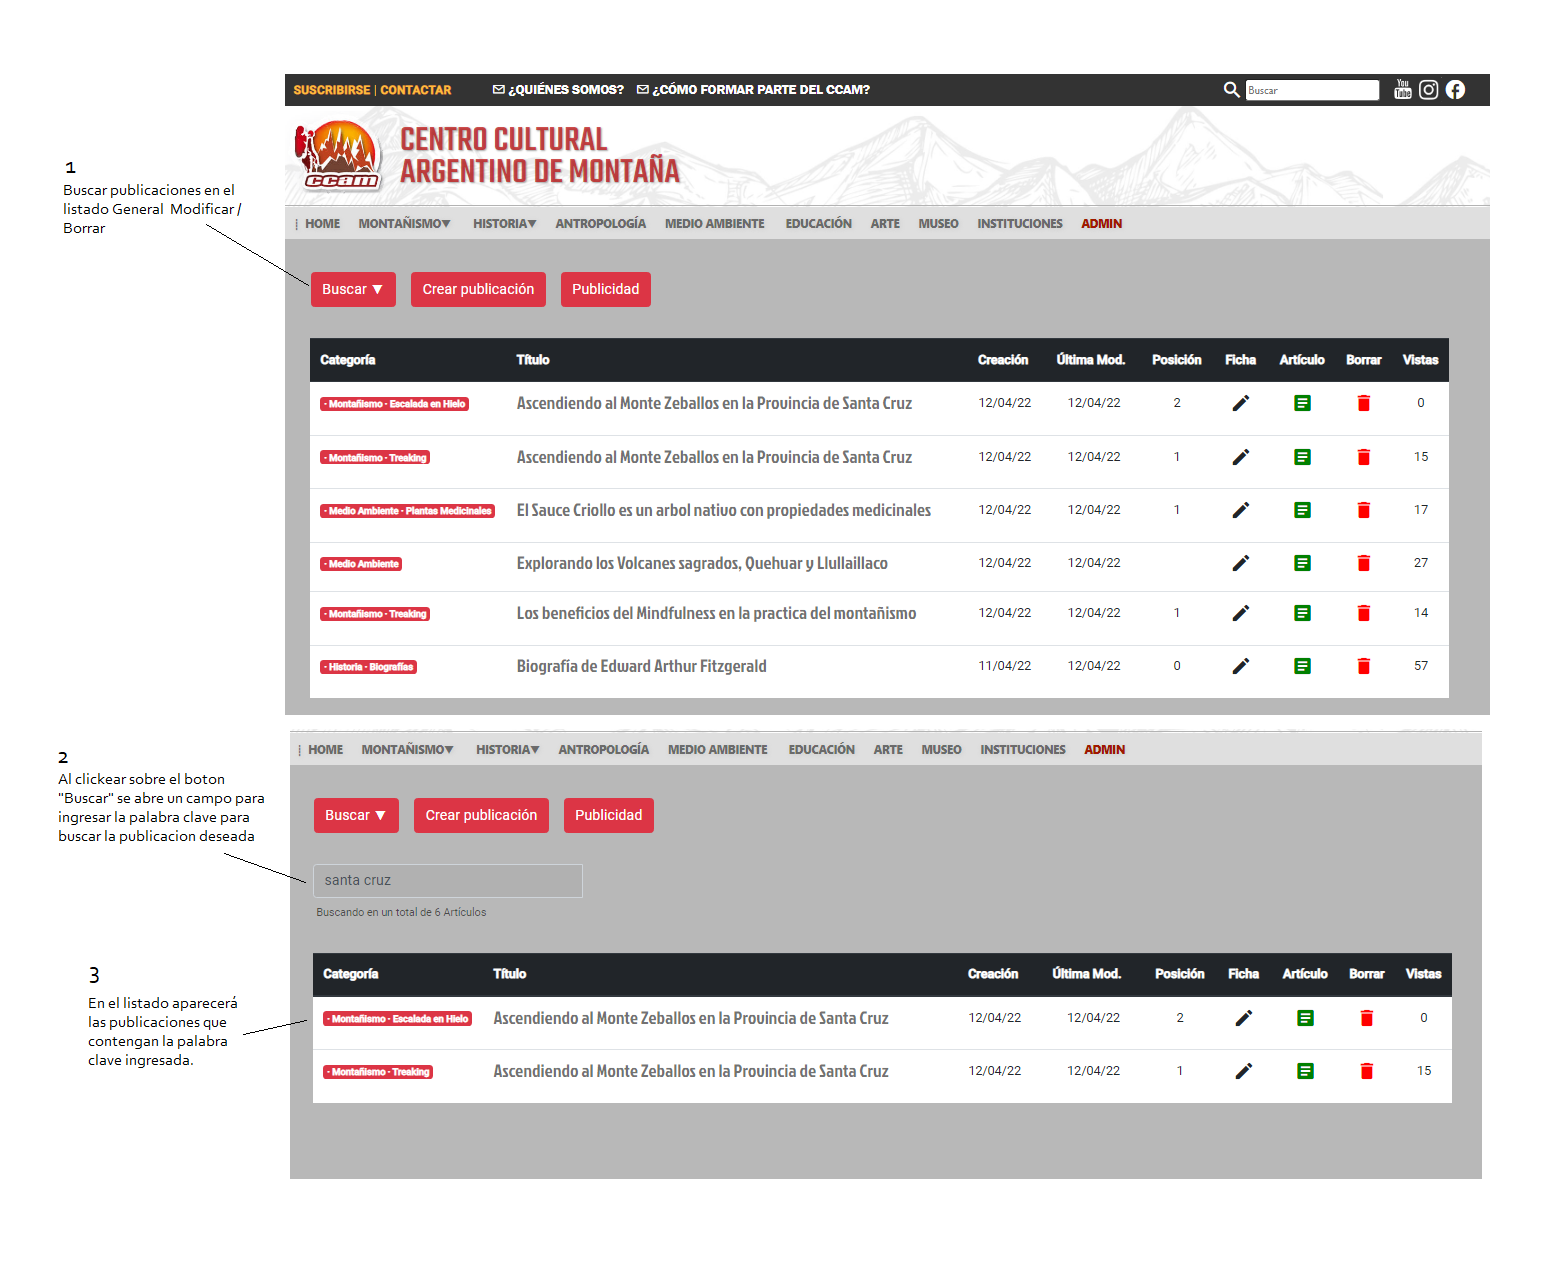 SUSCRIBIRSE | CONTACTAR ¿QUIÉNES SOMOS? ¿CÓMO FORMAR PARTE DEL CCAM? Buscar You Tube
ccam
CENTRO CULTURAL
ARGENTINO DE MONTAÑA
HOME MONTAÑISMO▼ HISTORIA▼ ANTROPOLOGÍA MEDIO AMBIENTE EDUCACIÓN ARTE MUSEO INSTITUCIONES ADMIN
1
Buscar publicaciones en el
listado General Modificar /
Borrar
Buscar ▼ Crear publicación Publicidad
Categoría Título Creación Última Mod. Posición Ficha Artículo Borrar Vistas
- Montañismo - Escalada en Hielo Ascendiendo al Monte Zeballos en la Provincia de Santa Cruz 12/04/22 12/04/22 2 0
- Montañismo - Treaking Ascendiendo al Monte Zeballos en la Provincia de Santa Cruz 12/04/22 12/04/22 1 15
- Medio Ambiente - Plantas Medicinales El Sauce Criollo es un arbol nativo con propiedades medicinales 12/04/22 12/04/22 1 17
- Medio Ambiente Explorando los Volcanes sagrados, Quehuar y Llullaillaco 12/04/22 12/04/22 27
- Montañismo - Treaking Los beneficios del Mindfulness en la practica del montañismo 12/04/22 12/04/22 1 14
- Historia - Biografías Biografía de Edward Arthur Fitzgerald 11/04/22 12/04/22 0 57
2
Al clickear sobre el boton
"Buscar" se abre un campo para
ingresar la palabra clave para
buscar la publicacion deseada
HOME MONTAÑISMO▼ HISTORIA▼ ANTROPOLOGÍA MEDIO AMBIENTE EDUCACIÓN ARTE MUSEO INSTITUCIONES ADMIN
Buscar ▼ Crear publicación Publicidad
santa cruz
Buscando en un total de 6 Artículos
3
En el listado aparecerá
las publicaciones que
contengan la palabra
clave ingresada.
Categoría Título Creación Última Mod. Posición Ficha Artículo Borrar Vistas
- Montañismo - Escalada en Hielo Ascendiendo al Monte Zeballos en la Provincia de Santa Cruz 12/04/22 12/04/22 2 0
- Montañismo - Treaking Ascendiendo al Monte Zeballos en la Provincia de Santa Cruz 12/04/22 12/04/22 1 15